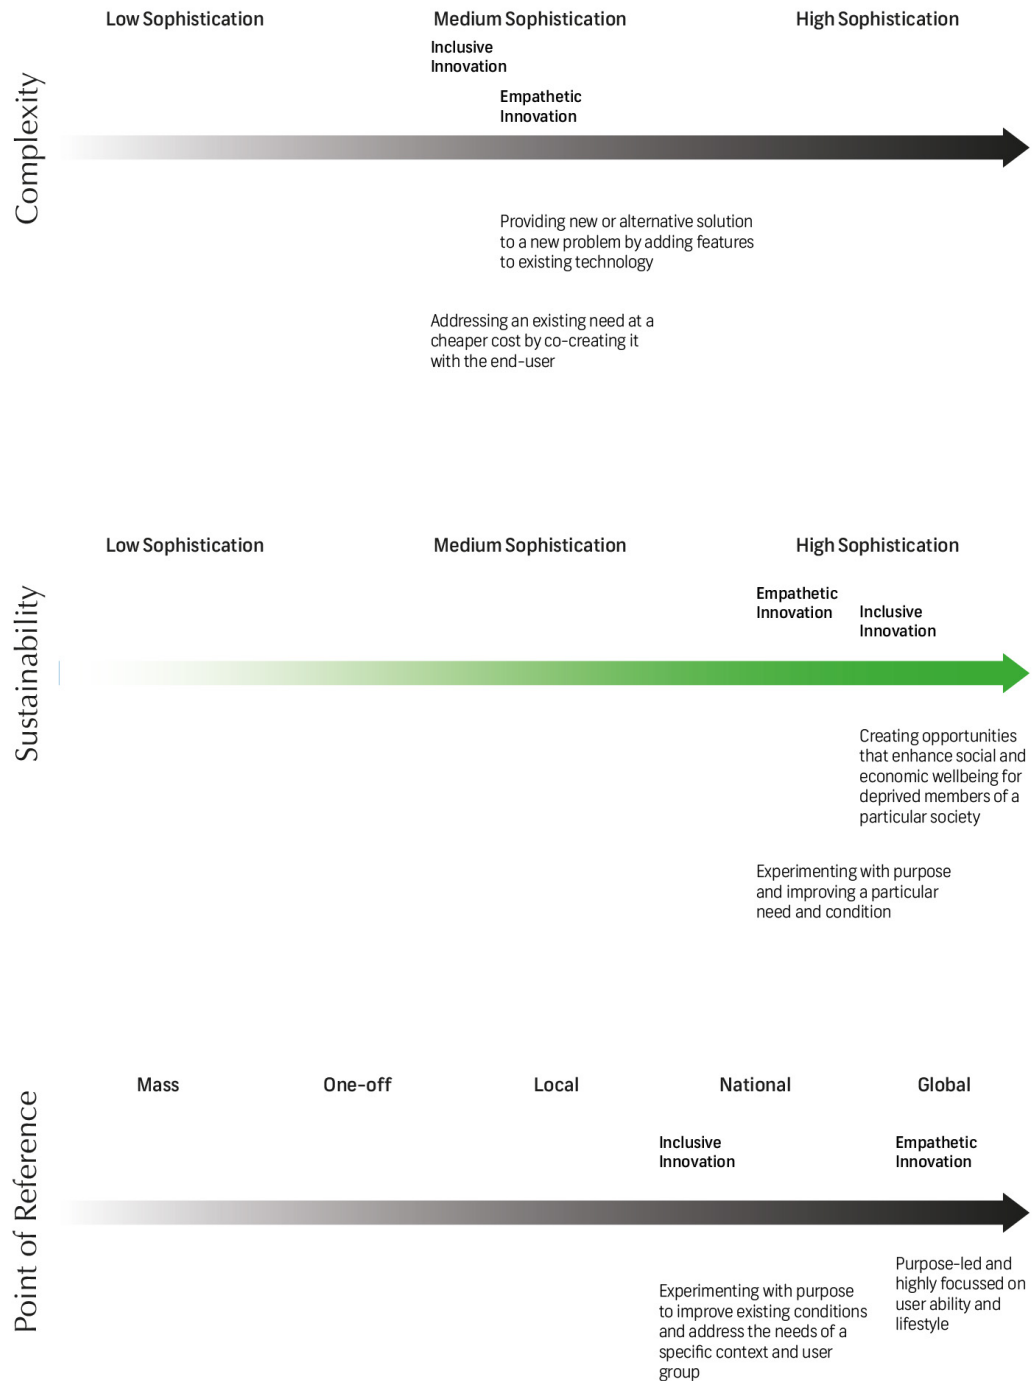 Complexity
Low Sophistication
Medium Sophistication
High Sophistication
Inclusive
Innovation
Empathetic
Innovation
Providing new or alternative solution
to a new problem by adding features
to existing technology
Addressing an existing need at a
cheaper cost by co-creating it
with the end-user
Sustainability
Low Sophistication
Medium Sophistication
High Sophistication
Empathetic
Innovation
Inclusive
Innovation
Creating opportunities
that enhance social and
economic wellbeing for
deprived members of a
particular society
Experimenting with purpose
and improving a particular
need and condition
Point of Reference
Mass
One-off
Local
National
Global
Inclusive
Innovation
Empathetic
Innovation
Purpose-led and
highly focussed on
user ability and
lifestyle
Experimenting with purpose
to improve existing conditions
and address the needs of a
specific context and user
group